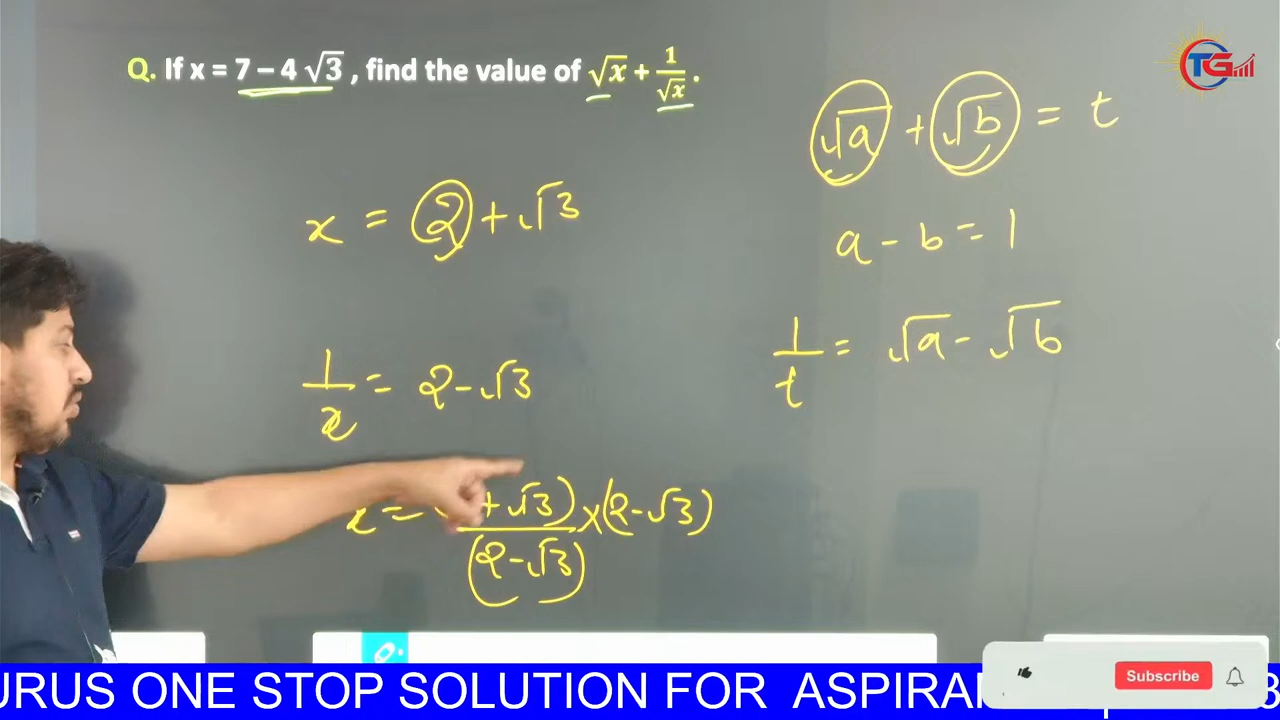 Q. If x = 7 – 4 √3 , find the value of √x + 1/√x .
TG
√a + √b = t
x = 2 + √3
a - b = 1
1/t = √a - √b
1/x = 2 - √3
x = + √3) / (2 - √3) × (2 - √3)
URUS ONE STOP SOLUTION FOR ASPIRAN
Subscribe